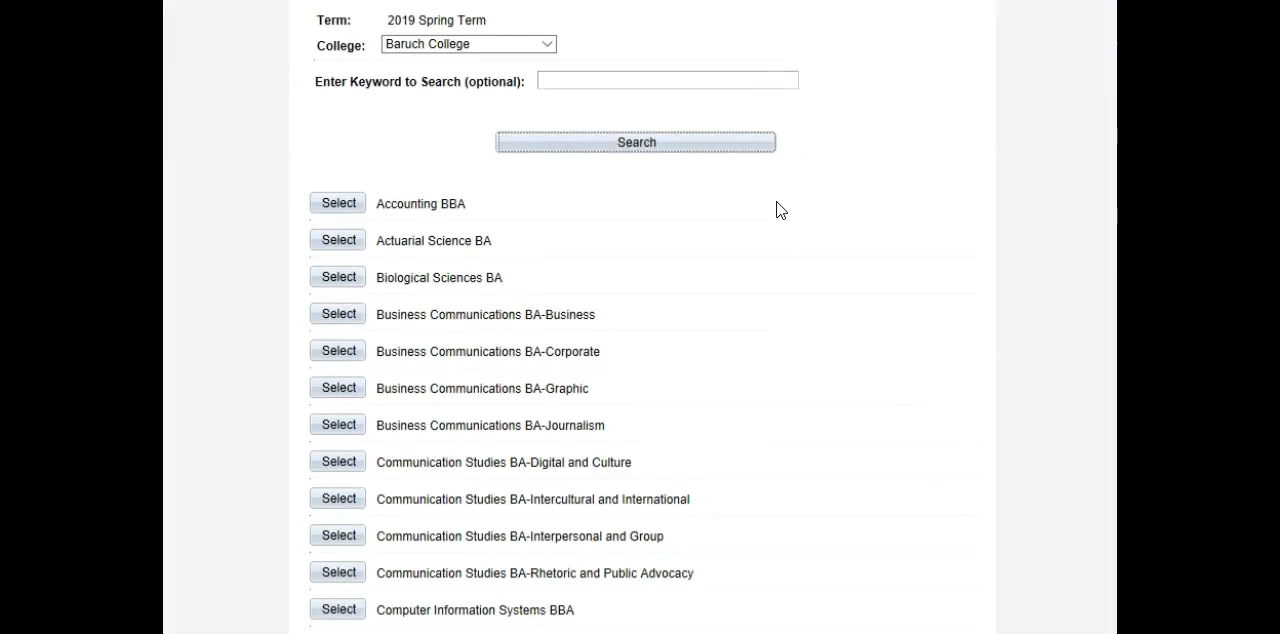 Term: 2019 Spring Term
College: Baruch College
Enter Keyword to Search (optional):
Search
Select Accounting BBA
Select Actuarial Science BA
Select Biological Sciences BA
Select Business Communications BA-Business
Select Business Communications BA-Corporate
Select Business Communications BA-Graphic
Select Business Communications BA-Journalism
Select Communication Studies BA-Digital and Culture
Select Communication Studies BA-Intercultural and International
Select Communication Studies BA-Interpersonal and Group
Select Communication Studies BA-Rhetoric and Public Advocacy
Select Computer Information Systems BBA